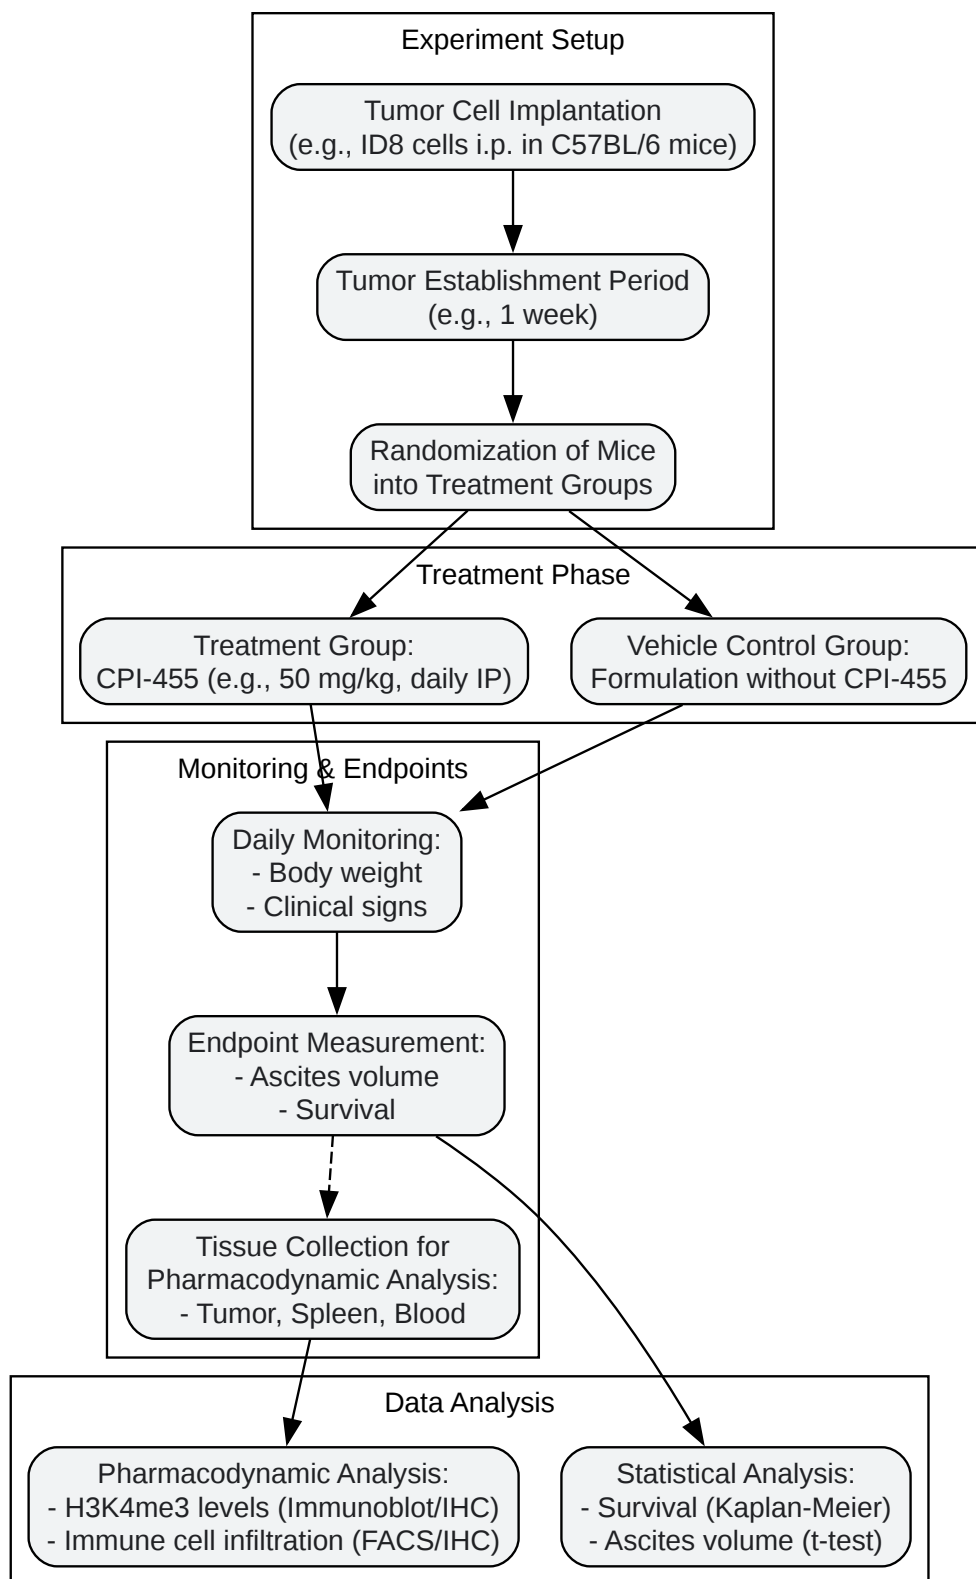 Experiment Setup
Tumor Cell Implantation
(e.g., ID8 cells i.p. in C57BL/6 mice)
Tumor Establishment Period
(e.g., 1 week)
Randomization of Mice
into Treatment Groups
Treatment Phase
Treatment Group:
CPI-455 (e.g., 50 mg/kg, daily IP)
Vehicle Control Group:
Formulation without CPI-455
Monitoring & Endpoints
Daily Monitoring:
- Body weight
- Clinical signs
Endpoint Measurement:
- Ascites volume
- Survival
Tissue Collection for
Pharmacodynamic Analysis:
- Tumor, Spleen, Blood
Data Analysis
Pharmacodynamic Analysis:
- H3K4me3 levels (Immunoblot/IHC)
- Immune cell infiltration (FACS/IHC)
Statistical Analysis:
- Survival (Kaplan-Meier)
- Ascites volume (t-test)